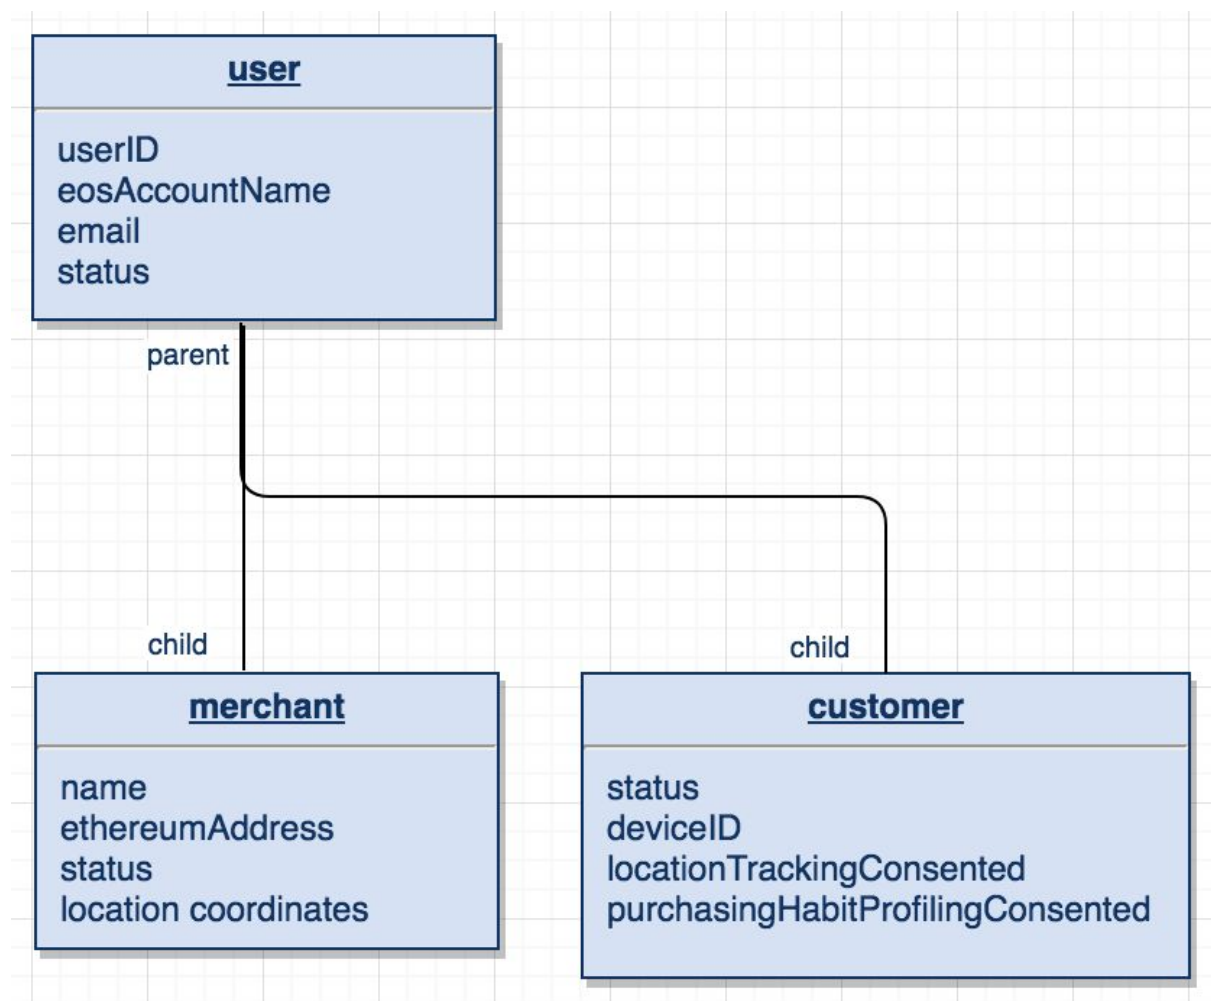 user
userID
eosAccountName
email
status
parent
child
child
merchant
name
ethereumAddress
status
location coordinates
customer
status
deviceID
locationTrackingConsented
purchasingHabitProfilingConsented